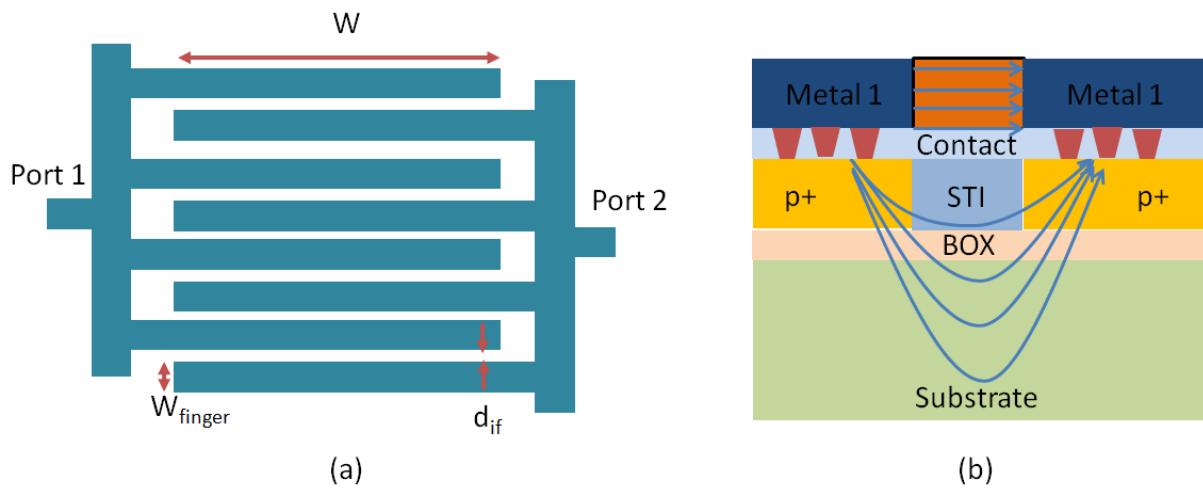 W
Port 1
Port 2
W_finger
d_if
(a)
Metal 1
Metal 1
Contact
p+
STI
p+
BOX
Substrate
(b)